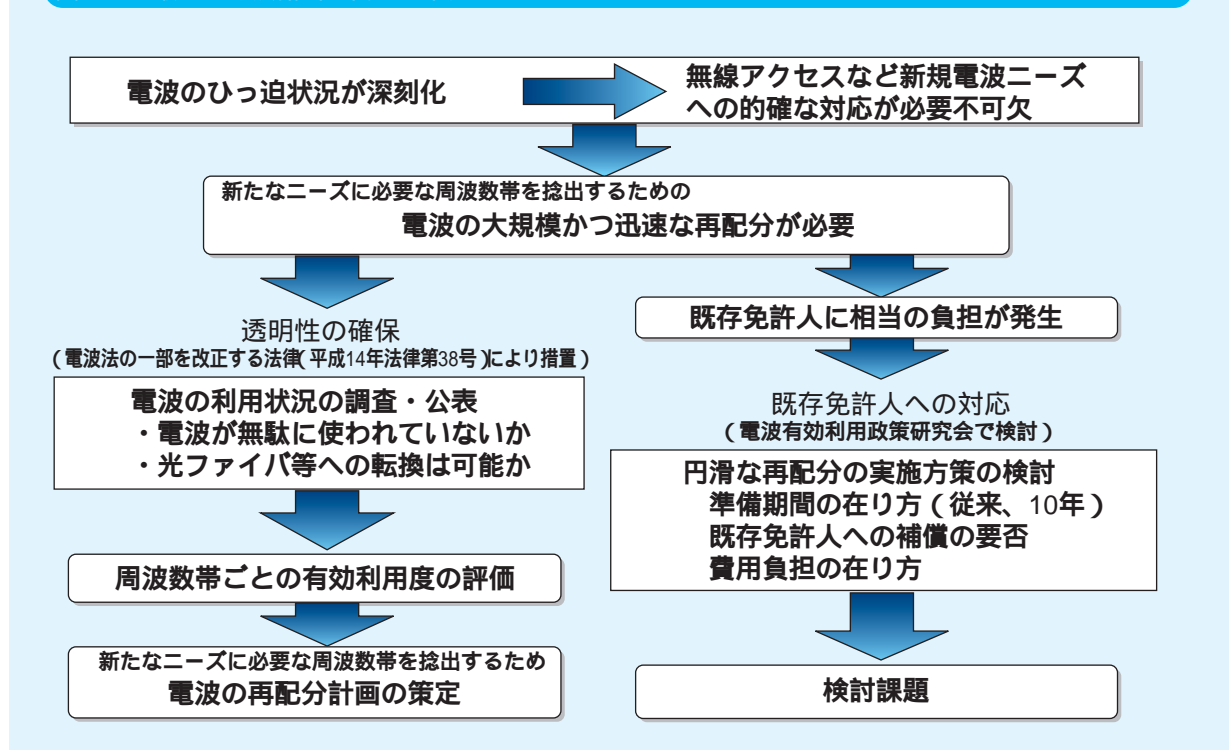 電波のひっ迫状況が深刻化
無線アクセスなど新規電波ニーズ
への的確な対応が必要不可欠
新たなニーズに必要な周波数帯を捻出するための
電波の大規模かつ迅速な再配分が必要
透明性の確保
（電波法の一部を改正する法律（平成14年法律第38号）により措置）
電波の利用状況の調査・公表
・電波が無駄に使われていないか
・光ファイバ等への転換は可能か
周波数帯ごとの有効利用度の評価
新たなニーズに必要な周波数帯を捻出するため
電波の再配分計画の策定
既存免許人に相当の負担が発生
既存免許人への対応
（電波有効利用政策研究会で検討）
円滑な再配分の実施方策の検討
準備期間の在り方（従来、10年）
既存免許人への補償の要否
費用負担の在り方
検討課題